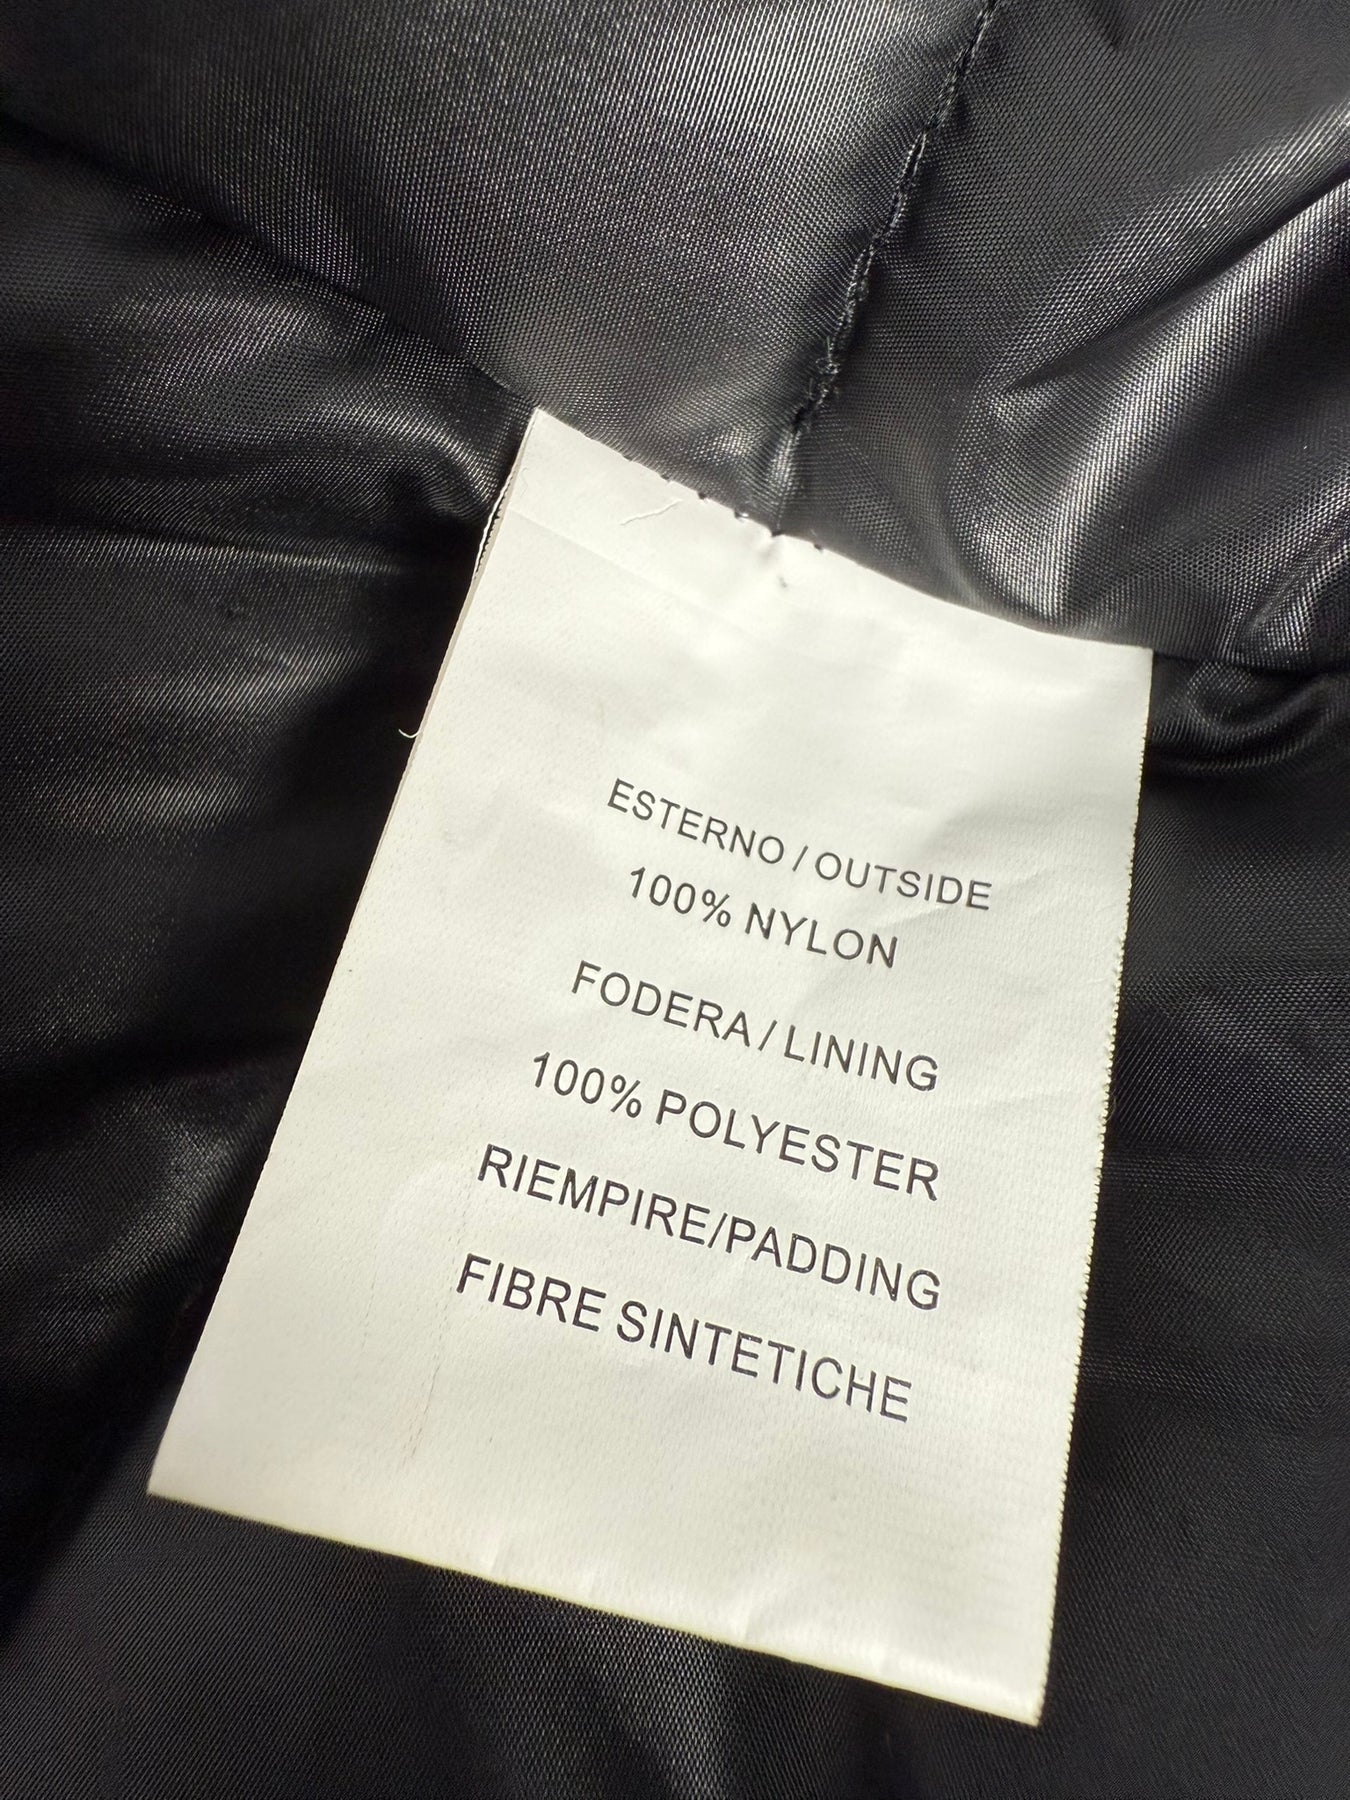 ESTERNO / OUTSIDE
100% NYLON
FODERA / LINING
100% POLYESTER
RIEMPIRE/PADDING
FIBRE SINTETICHE